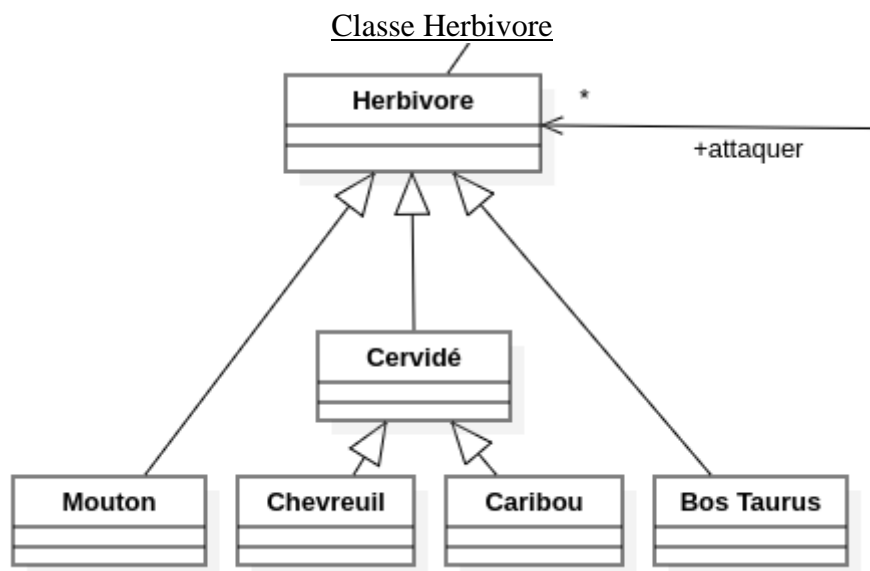 Classe Herbivore
Herbivore
*
+attaquer
Cervidé
Mouton
Chevreuil
Caribou
Bos Taurus